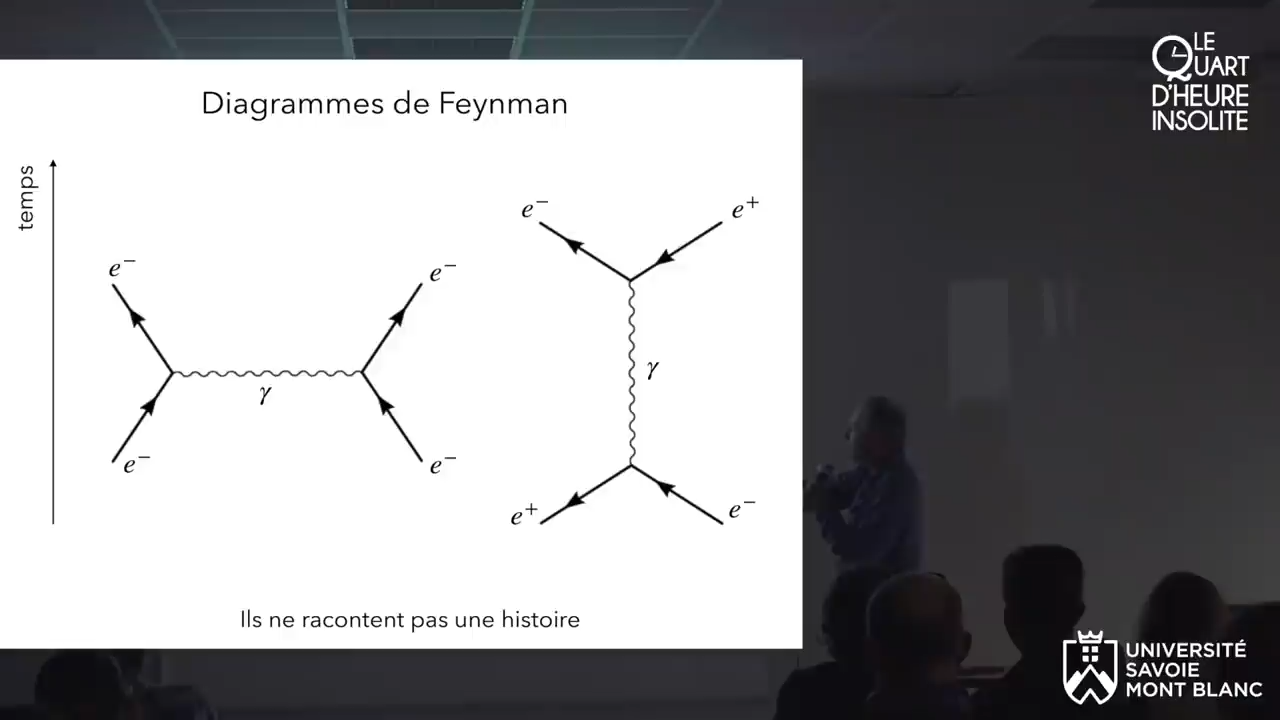 LE
QUART
D'HEURE
INSOLITE
Diagrammes de Feynman
temps
e⁻ e⁺
e⁻ e⁻
γ
γ
e⁻ e⁻
e⁺ e⁻
Ils ne racontent pas une histoire
UNIVERSITÉ
SAVOIE
MONT BLANC